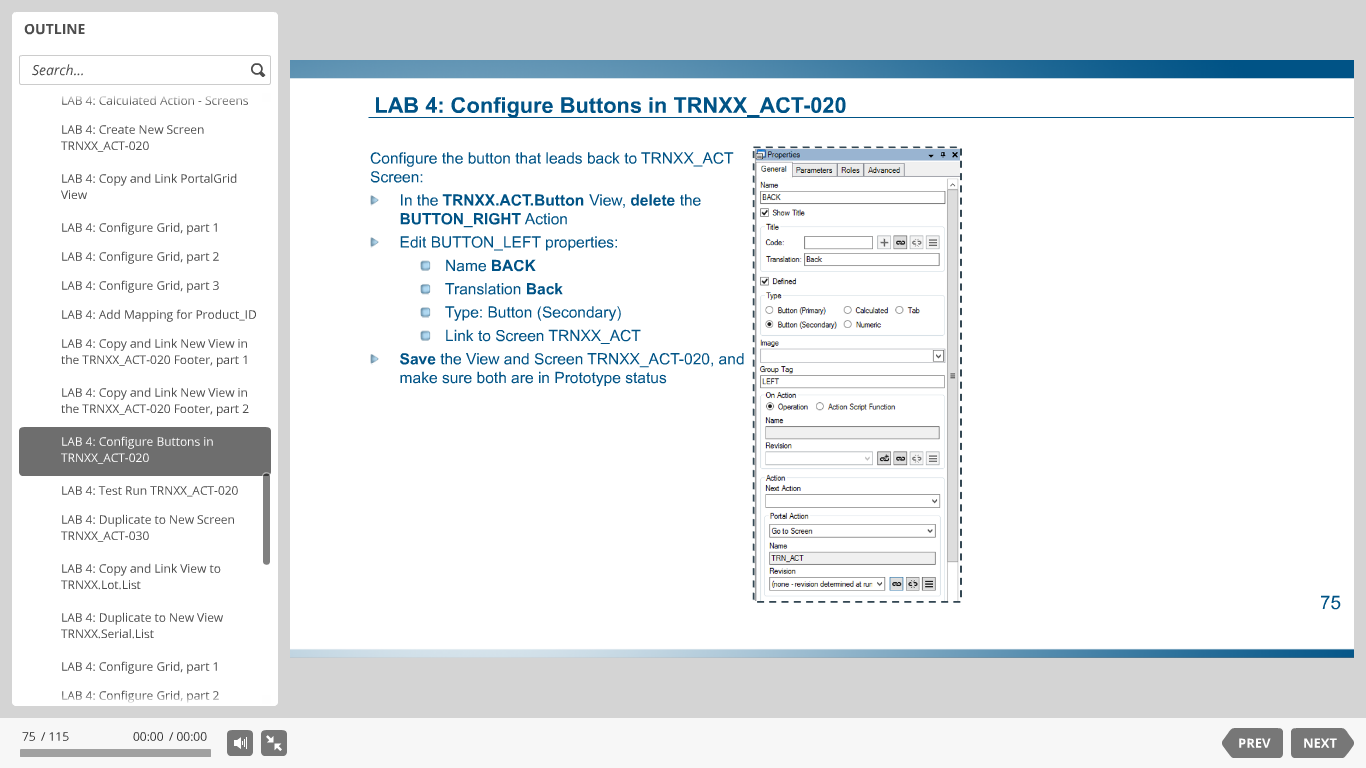 OUTLINE
Search...
LAB 4: Calculated Action - Screens
LAB 4: Create New Screen
TRNXX_ACT-020
LAB 4: Copy and Link PortalGrid
View
LAB 4: Configure Grid, part 1
LAB 4: Configure Grid, part 2
LAB 4: Configure Grid, part 3
LAB 4: Add Mapping for Product_ID
LAB 4: Copy and Link New View in
the TRNXX_ACT-020 Footer, part 1
LAB 4: Copy and Link New View in
the TRNXX_ACT-020 Footer, part 2
LAB 4: Configure Buttons in
TRNXX_ACT-020
LAB 4: Test Run TRNXX_ACT-020
LAB 4: Duplicate to New Screen
TRNXX_ACT-030
LAB 4: Copy and Link View to
TRNXX.Lot.List
LAB 4: Duplicate to New View
TRNXX.Serial.List
LAB 4: Configure Grid, part 1
LAB 4: Configure Grid, part 2
LAB 4: Configure Buttons in TRNXX_ACT-020
Configure the button that leads back to TRNXX_ACT
Screen:
In the TRNXX.ACT.Button View, delete the
BUTTON_RIGHT Action
Edit BUTTON_LEFT properties:
Name BACK
Translation Back
Type: Button (Secondary)
Link to Screen TRNXX_ACT
Save the View and Screen TRNXX_ACT-020, and
make sure both are in Prototype status
Properties
General Parameters Roles Advanced
Name
BACK
Show Title
Title
Code:
Translation: Back
Defined
Type
Button (Primary) Calculated Tab
Button (Secondary) Numeric
Image
Group Tag
LEFT
On Action
Operation Action Script Function
Name
Revision
Action
Next Action
Portal Action
Go to Screen
Name
TRN_ACT
Revision
(none - revision determined at rur
75
75 / 115 00:00 / 00:00
PREV NEXT